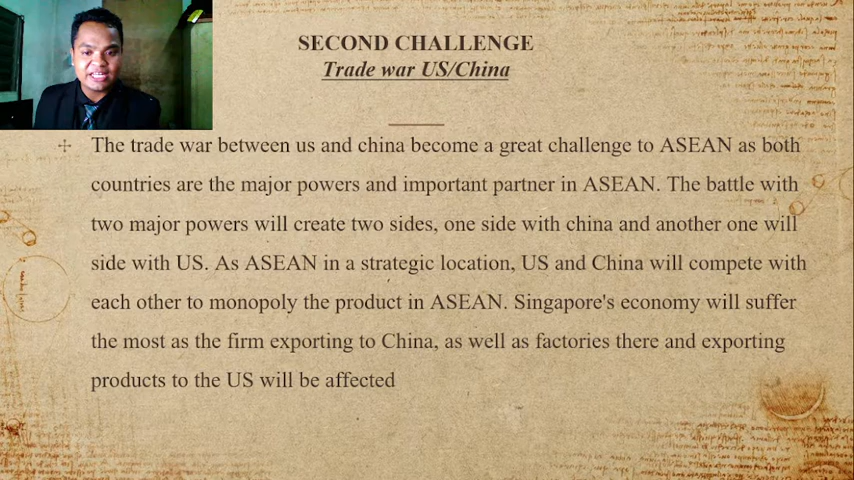 SECOND CHALLENGE
Trade war US/China
The trade war between us and china become a great challenge to ASEAN as both
countries are the major powers and important partner in ASEAN. The battle with
two major powers will create two sides, one side with china and another one will
side with US. As ASEAN in a strategic location, US and China will compete with
each other to monopoly the product in ASEAN. Singapore's economy will suffer
the most as the firm exporting to China, as well as factories there and exporting
products to the US will be affected